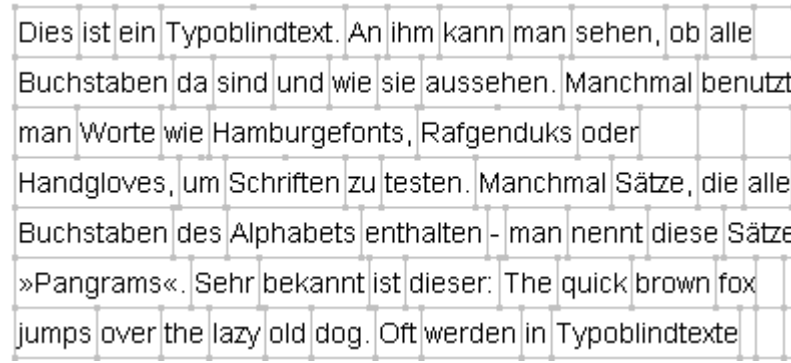 Dies ist ein Typoblindtext. An ihm kann man sehen, ob alle
Buchstaben da sind und wie sie aussehen. Manchmal benutzt
man Worte wie Hamburgefonts, Rafgenduks oder
Handgloves, um Schriften zu testen. Manchmal Sätze, die alle
Buchstaben des Alphabets enthalten - man nennt diese Sätze
»Pangrams«. Sehr bekannt ist dieser: The quick brown fox
jumps over the lazy old dog. Oft werden in Typoblindtexte